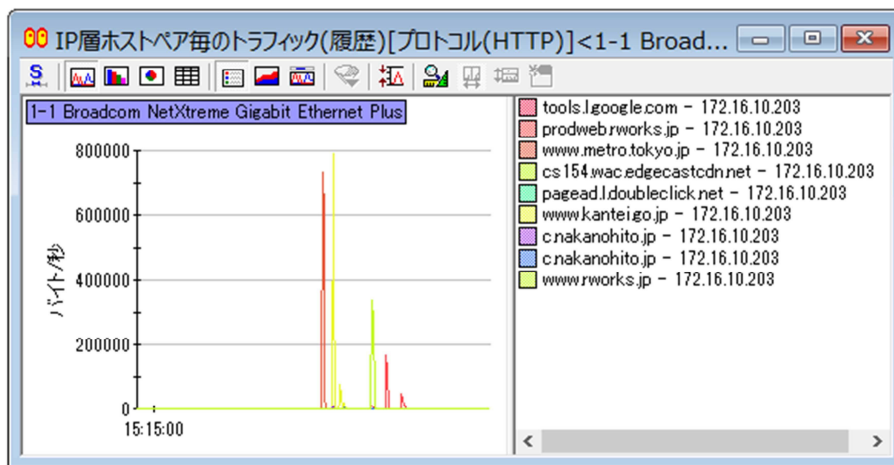 IP層ホストペア毎のトラフィック(履歴)[プロトコル(HTTP)]<1-1 Broad...
1-1 Broadcom NetXtreme Gigabit Ethernet Plus
800000
600000
400000
200000
0
バイト/秒
15:15:00
tools.l.google.com - 172.16.10.203
prodweb.rworks.jp - 172.16.10.203
www.metro.tokyo.jp - 172.16.10.203
cs154.wac.edgecastcdn.net - 172.16.10.203
pagead.l.doubleclick.net - 172.16.10.203
www.kantei.go.jp - 172.16.10.203
c.nakanohito.jp - 172.16.10.203
c.nakanohito.jp - 172.16.10.203
www.rworks.jp - 172.16.10.203